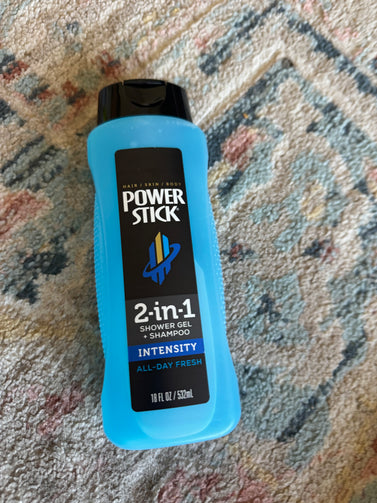 HAIR / SKIN / BODY
POWER
STICK®
2-in-1
SHOWER GEL
+ SHAMPOO
INTENSITY
ALL-DAY FRESH
18 FL OZ / 532mL